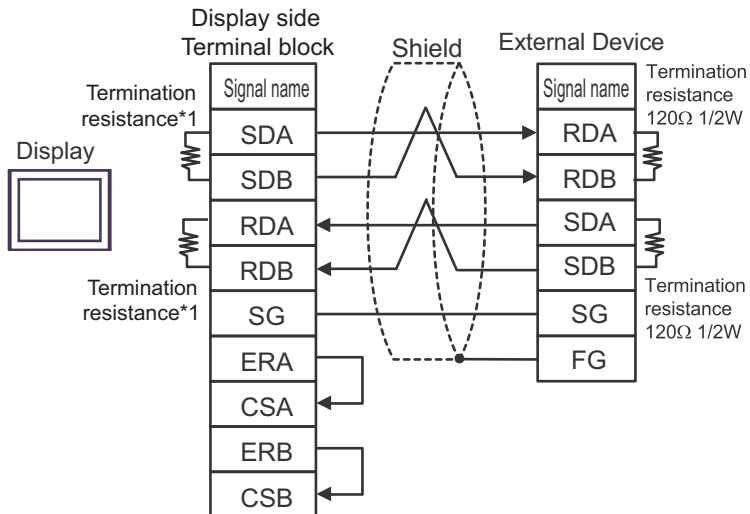 Display side
Terminal block
Shield
External Device
Signal name
Signal name
Termination
resistance*1
Termination
resistance
120Ω 1/2W
SDA
RDA
Display
SDB
RDB
RDA
SDA
RDB
SDB
Termination
resistance*1
Termination
resistance
120Ω 1/2W
SG
SG
ERA
FG
CSA
ERB
CSB